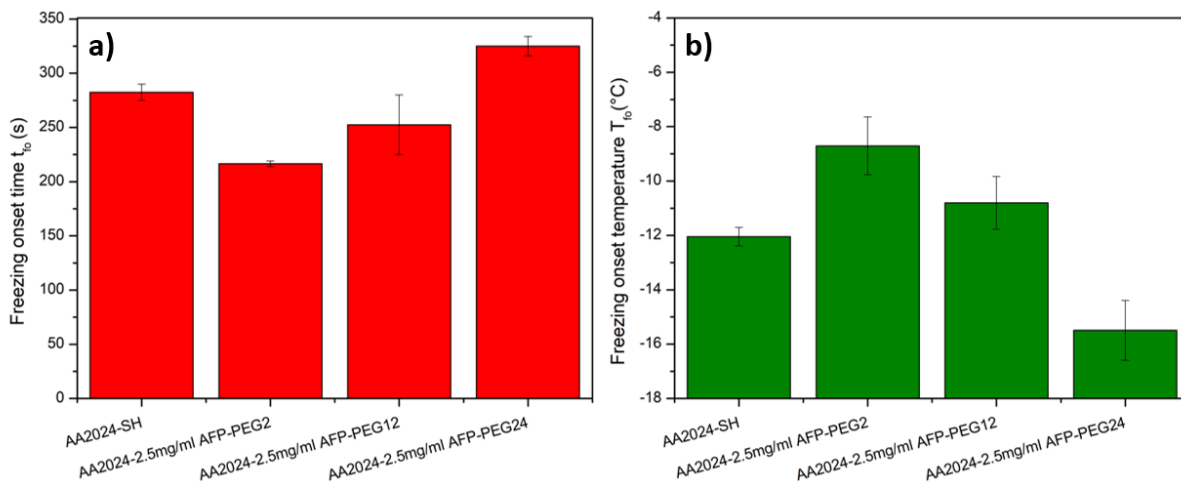 a)
Freezing onset time t_fo (s)
350
300
250
200
150
100
50
0
AA2024-SH
AA2024-2.5mg/ml AFP-PEG2
AA2024-2.5mg/ml AFP-PEG12
AA2024-2.5mg/ml AFP-PEG24
b)
Freezing onset temperature T_fo(°C)
-4
-6
-8
-10
-12
-14
-16
-18
AA2024-SH
AA2024-2.5mg/ml AFP-PEG2
AA2024-2.5mg/ml AFP-PEG12
AA2024-2.5mg/ml AFP-PEG24